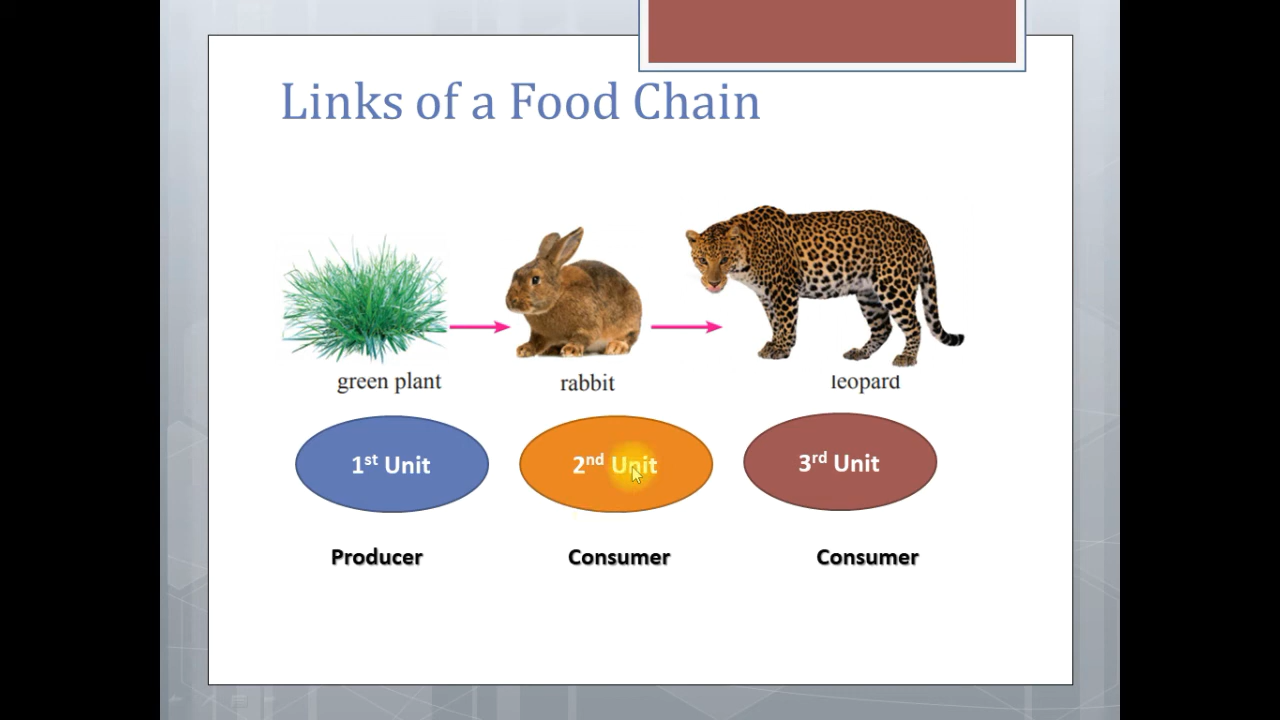 Links of a Food Chain
green plant
rabbit
leopard
1st Unit
2nd Unit
3rd Unit
Producer
Consumer
Consumer